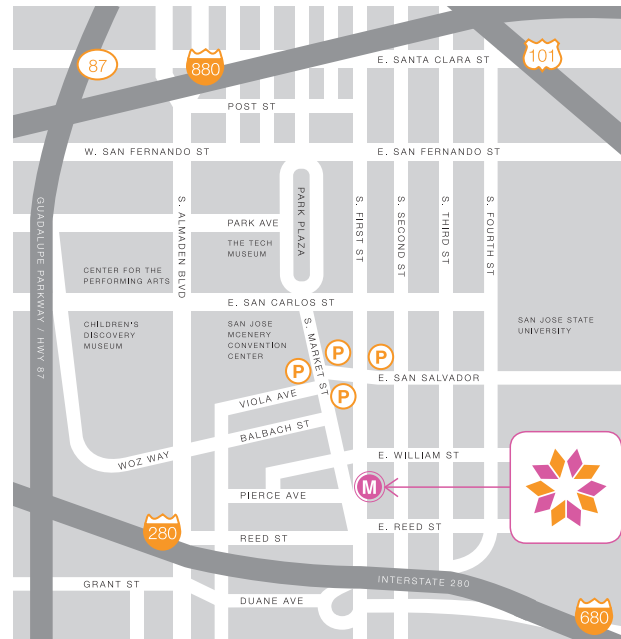 87
880
E. SANTA CLARA ST
101
POST ST
W. SAN FERNANDO ST
E. SAN FERNANDO ST
GUADALUPE PARKWAY / HWY 87
S. ALMADEN BLVD
PARK AVE
PARK PLAZA
S. FIRST ST
S. SECOND ST
S. THIRD ST
S. FOURTH ST
THE TECH
MUSEUM
CENTER FOR THE
PERFORMING ARTS
E. SAN CARLOS ST
CHILDREN'S
DISCOVERY
MUSEUM
SAN JOSE
MCENERY
CONVENTION
CENTER
S. MARKET ST
SAN JOSE STATE
UNIVERSITY
P
P
P
P
E. SAN SALVADOR
VIOLA AVE
BALBACH ST
WOZ WAY
E. WILLIAM ST
M
PIERCE AVE
280
REED ST
E. REED ST
GRANT ST
INTERSTATE 280
DUANE AVE
680